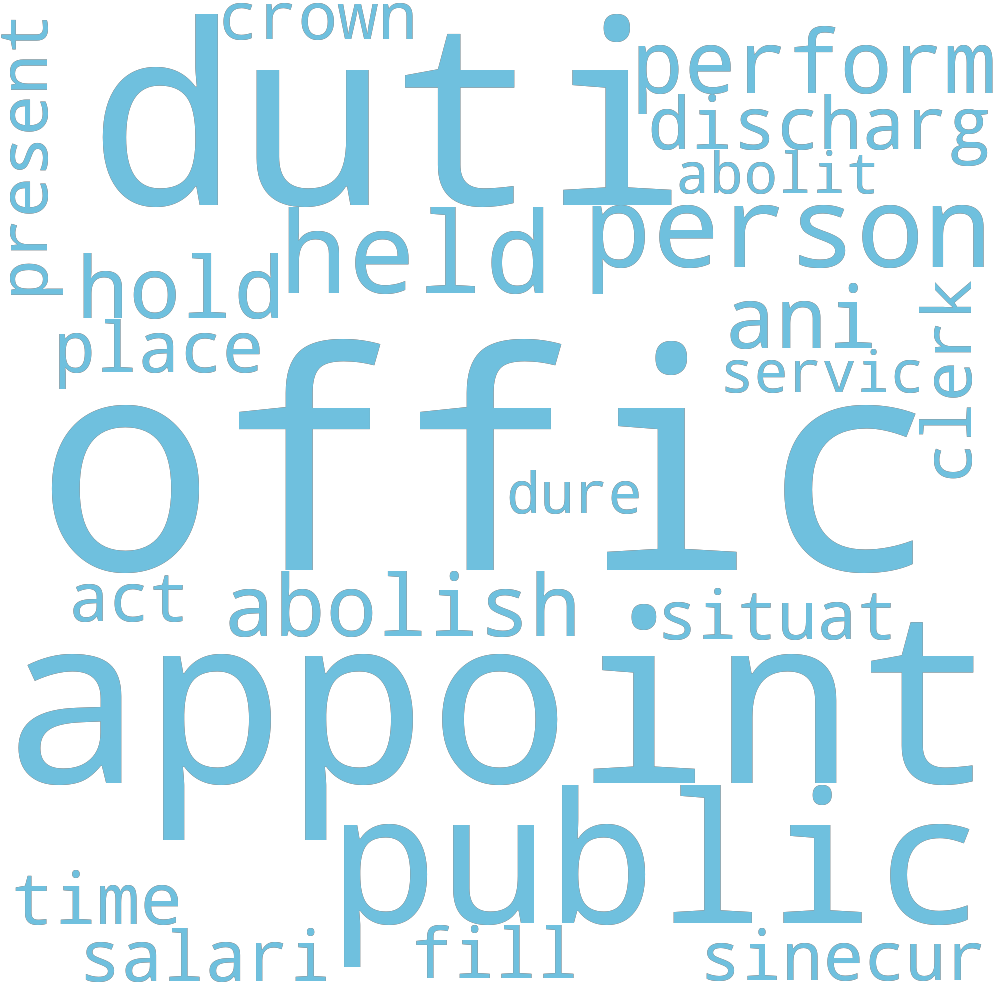 crown
duti
perform
present
discharg
abolit
person
held
hold
ani
clerk
place
servic
offic
dure
act
abolish
situat
appoint
public
time
salari
fill
sinecur